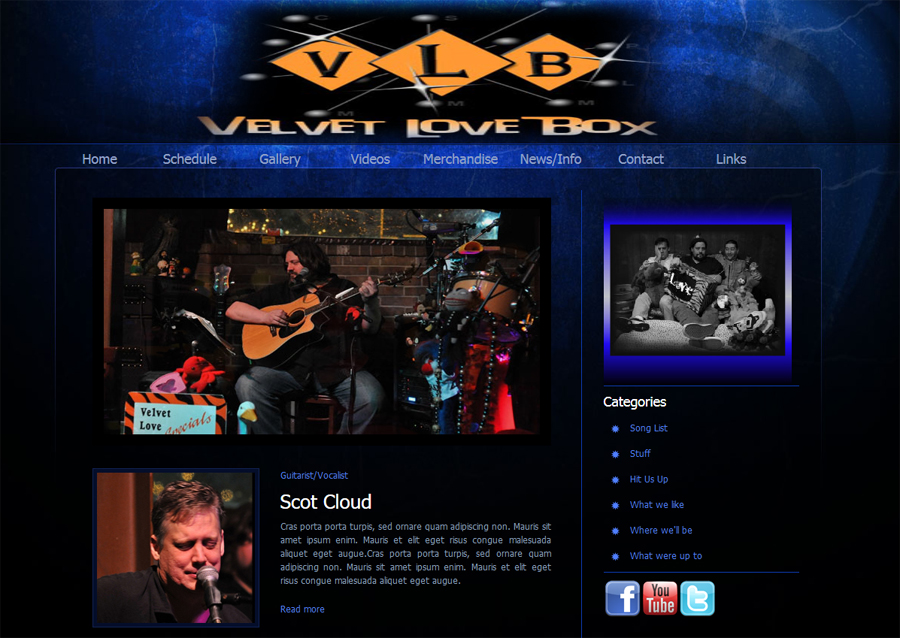 V L B
Velvet Love Box
Home Schedule Gallery Videos Merchandise News/Info Contact Links
Velvet
Love Specials
Guitarist/Vocalist
Scot Cloud
Cras porta porta turpis, sed ornare quam adipiscing non. Mauris sit
amet ipsum enim. Mauris et elit eget risus congue malesuada
aliquet eget augue.Cras porta porta turpis, sed ornare quam
adipiscing non. Mauris sit amet ipsum enim. Mauris et elit eget
risus congue malesuada aliquet eget augue.
Read more
Categories
Song List
Stuff
Hit Us Up
What we like
Where we'll be
What were up to
f You Tube t